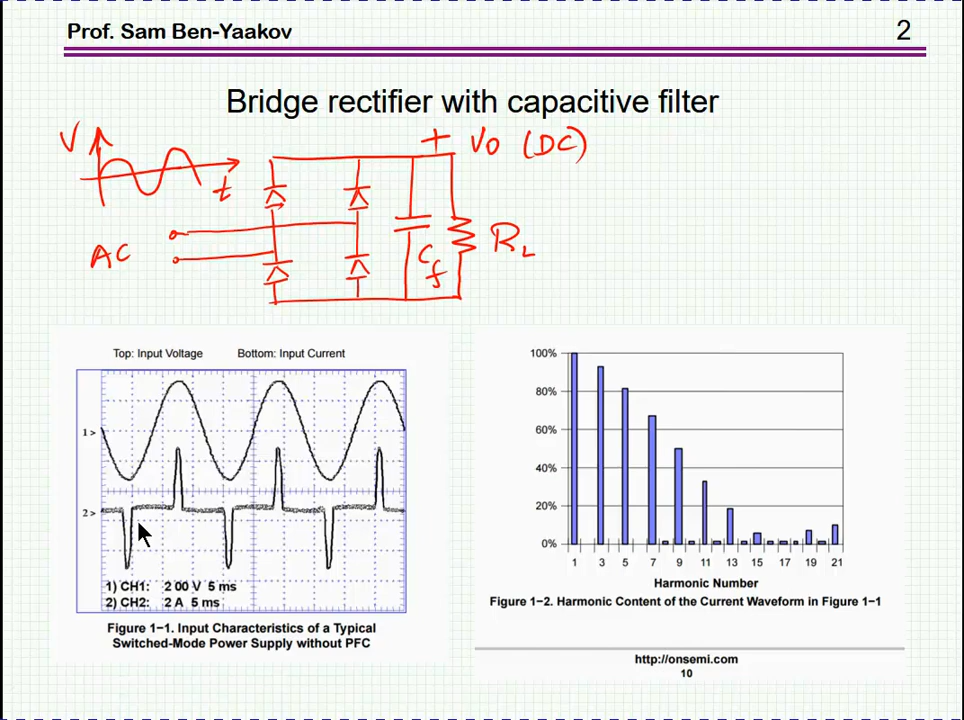 Prof. Sam Ben-Yaakov
2
Bridge rectifier with capacitive filter
V
t
+ Vo (DC)
AC
Cf
RL
Top: Input Voltage Bottom: Input Current
1>
2>
1) CH1: 2 00 V 5 ms
2) CH2: 2 A 5 ms
Figure 1-1. Input Characteristics of a Typical
Switched-Mode Power Supply without PFC
100%
80%
60%
40%
20%
0%
1 3 5 7 9 11 13 15 17 19 21
Harmonic Number
Figure 1-2. Harmonic Content of the Current Waveform in Figure 1-1
http://onsemi.com
10